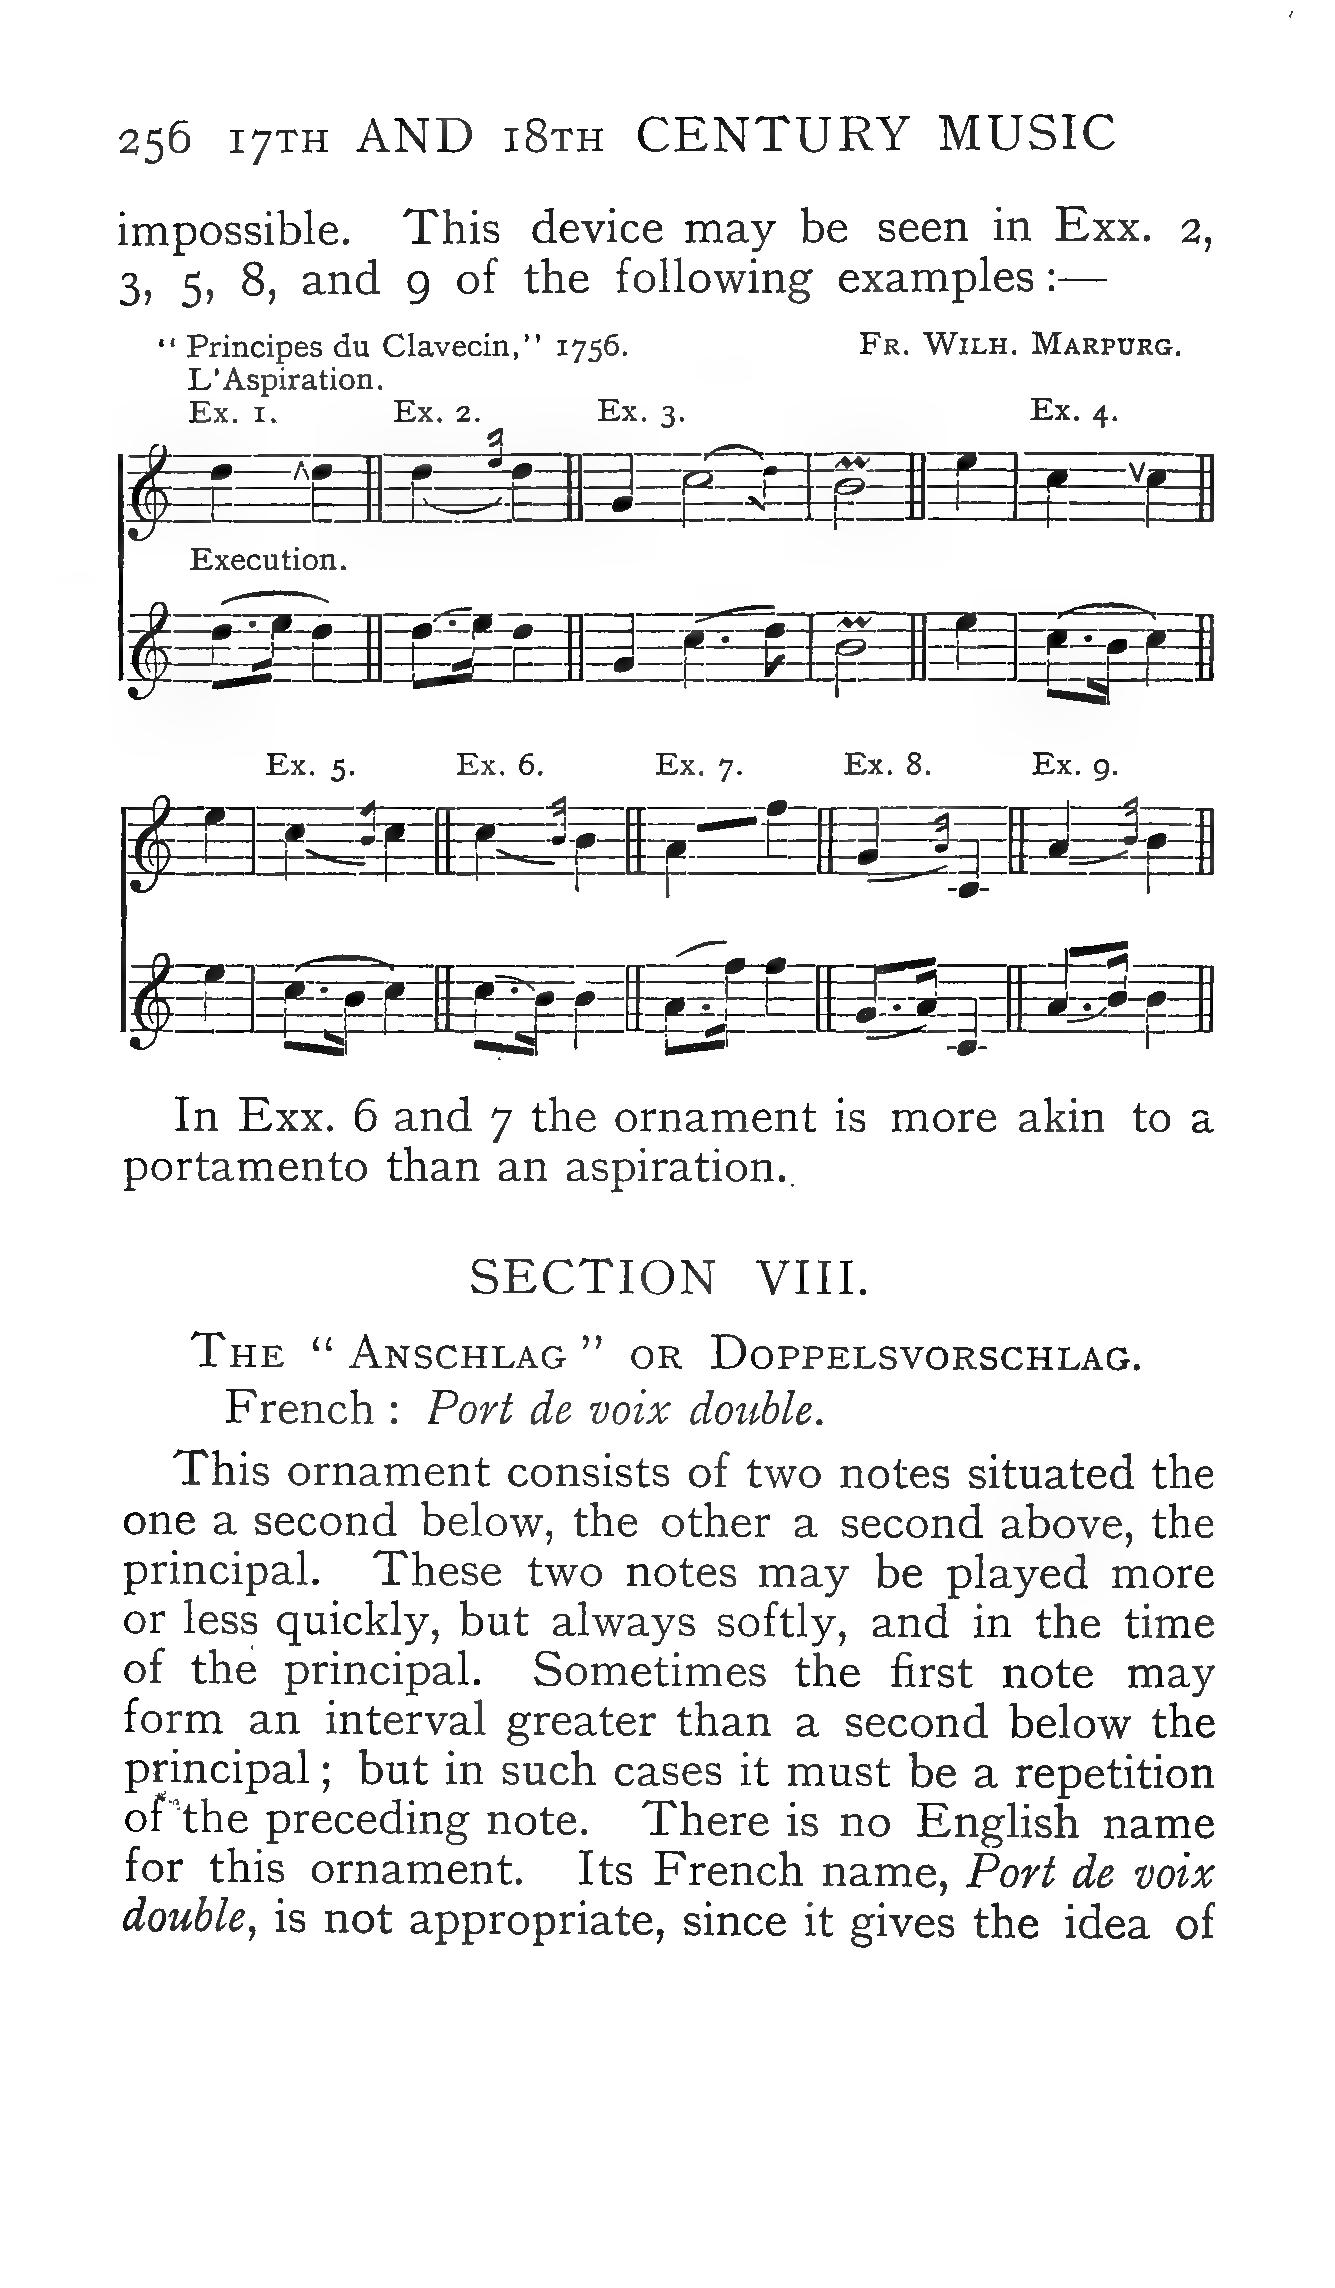 256 17TH AND 18TH CENTURY MUSIC
impossible. This device may be seen in Exx. 2,
3, 5, 8, and 9 of the following examples :—
“ Principes du Clavecin,” 1756. FR. WILH. MARPURG.
L'Aspiration.
Ex. 1. Ex. 2. Ex. 3. Ex. 4.
Execution.
Ex. 5. Ex. 6. Ex. 7. Ex. 8. Ex. 9.
In Exx. 6 and 7 the ornament is more akin to a
portamento than an aspiration.
SECTION VIII.
THE “ ANSCHLAG ” OR DOPPELSVORSCHLAG.
French : Port de voix double.
This ornament consists of two notes situated the
one a second below, the other a second above, the
principal. These two notes may be played more
or less quickly, but always softly, and in the time
of the principal. Sometimes the first note may
form an interval greater than a second below the
principal ; but in such cases it must be a repetition
of the preceding note. There is no English name
for this ornament. Its French name, Port de voix
double, is not appropriate, since it gives the idea of